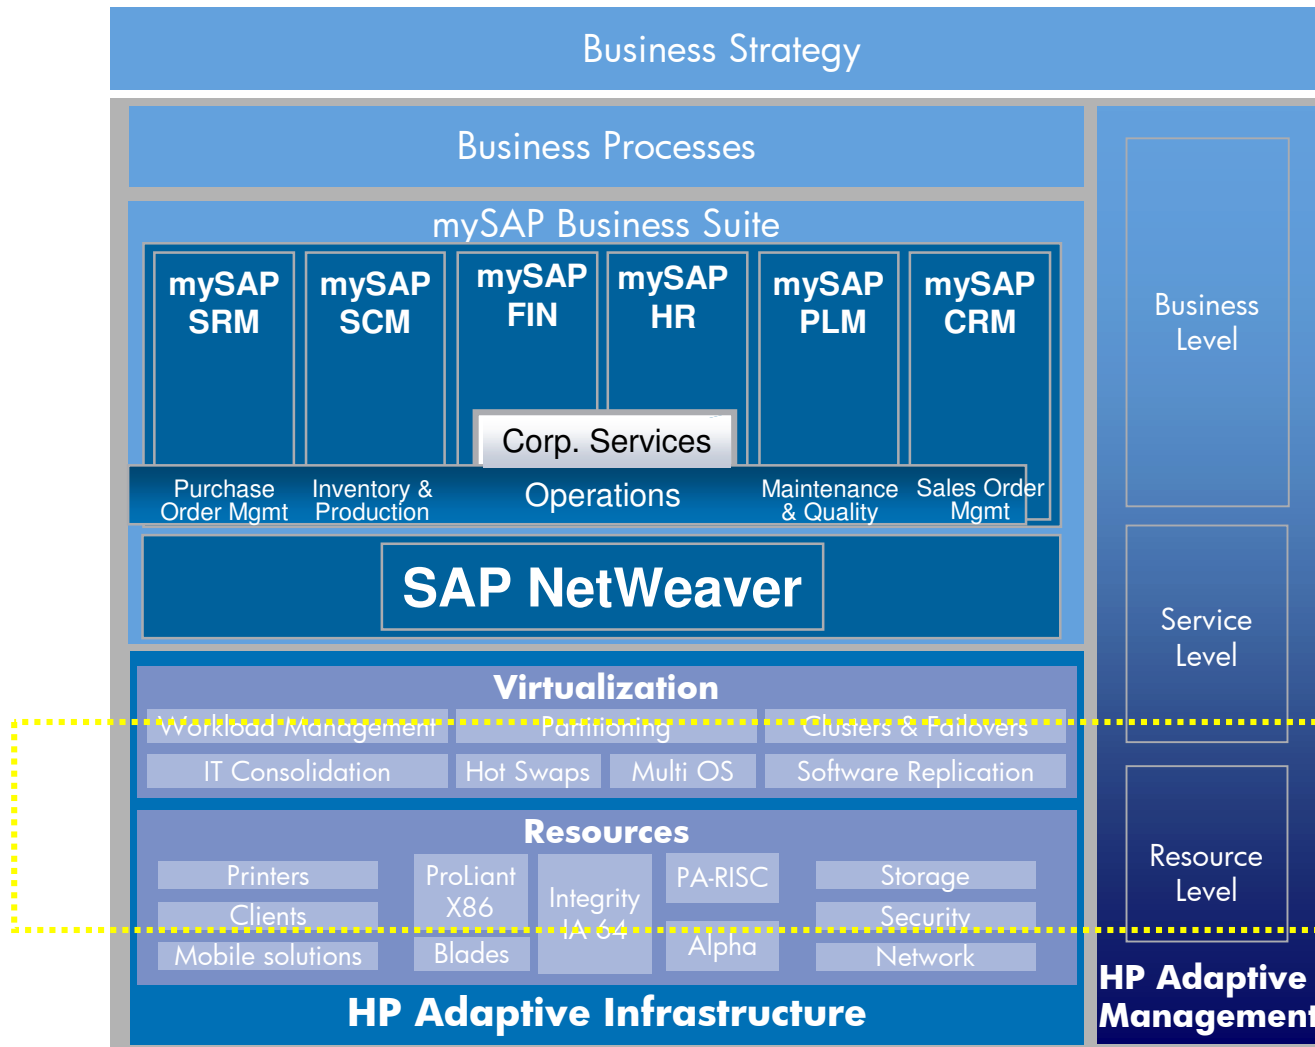 Business Strategy
Business Processes
mySAP Business Suite
mySAP
SRM
mySAP
SCM
mySAP
FIN
mySAP
HR
mySAP
PLM
mySAP
CRM
Corp. Services
Purchase
Order Mgmt
Inventory &
Production
Operations
Maintenance
& Quality
Sales Order
Mgmt
SAP NetWeaver
Virtualization
Workload Management
Partitioning
Clusters & Failovers
IT Consolidation
Hot Swaps
Multi OS
Software Replication
Resources
Printers
Clients
Mobile solutions
ProLiant
X86
Blades
Integrity
IA-64
PA-RISC
Alpha
Storage
Security
Network
HP Adaptive Infrastructure
Business
Level
Service
Level
Resource
Level
HP Adaptive
Management